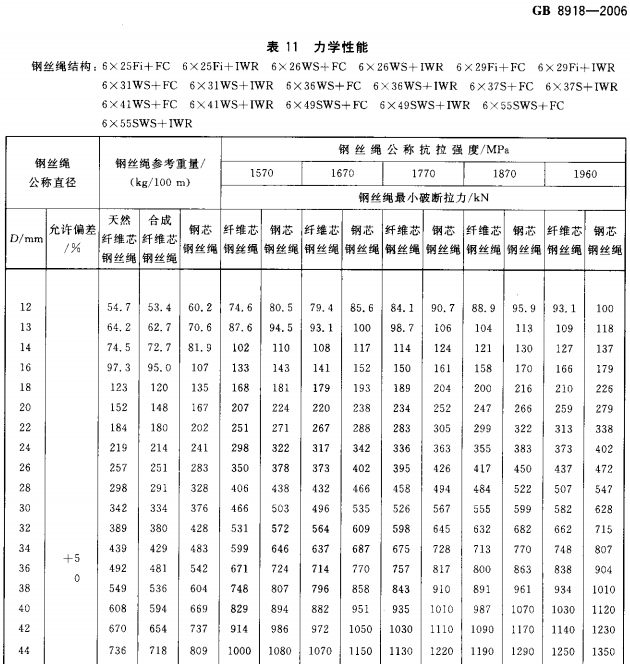 GB 8918—2006
表 11 力学性能
钢丝绳结构：6×25Fi+FC 6×25Fi+IWR 6×26WS+FC 6×26WS+IWR 6×29Fi+FC 6×29Fi+IWR
6×31WS+FC 6×31WS+IWR 6×36WS+FC 6×36WS+IWR 6×37S+FC 6×37S+IWR
6×41WS+FC 6×41WS+IWR 6×49SWS+FC 6×49SWS+IWR 6×55SWS+FC
6×55SWS+IWR
钢丝绳公称直径 钢丝绳参考重量/(kg/100 m) 钢丝绳公称抗拉强度/MPa
1570 1670 1770 1870 1960
钢丝绳最小破断拉力/kN
D/mm 允许偏差/% 天然纤维芯钢丝绳 合成纤维芯钢丝绳 钢芯钢丝绳 纤维芯钢丝绳 钢芯钢丝绳 纤维芯钢丝绳 钢芯钢丝绳 纤维芯钢丝绳 钢芯钢丝绳 纤维芯钢丝绳 钢芯钢丝绳 纤维芯钢丝绳 钢芯钢丝绳
12 54.7 53.4 60.2 74.6 80.5 79.4 85.6 84.1 90.7 88.9 95.9 93.1 100
13 64.2 62.7 70.6 87.6 94.5 93.1 100 98.7 106 104 113 109 118
14 74.5 72.7 81.9 102 110 108 117 114 124 121 130 127 137
16 97.3 95.0 107 133 143 141 152 150 161 158 170 166 179
18 123 120 135 168 181 179 193 189 204 200 216 210 226
20 152 148 167 207 224 220 238 234 252 247 266 259 279
22 184 180 202 251 271 267 288 283 305 299 322 313 338
24 219 214 241 298 322 317 342 336 363 355 383 373 402
26 257 251 283 350 378 373 402 395 426 417 450 437 472
28 298 291 328 406 438 432 466 458 494 484 522 507 547
30 342 334 376 466 503 496 535 526 567 555 599 582 628
32 389 380 428 531 572 564 609 598 645 632 682 662 715
34 439 429 483 599 646 637 687 675 728 713 770 748 807
+5
0
36 492 481 542 671 724 714 770 757 817 800 863 838 904
38 549 536 604 748 807 796 858 843 910 891 961 934 1010
40 608 594 669 829 894 882 951 935 1010 987 1070 1030 1120
42 670 654 737 914 986 972 1050 1030 1110 1090 1170 1140 1230
44 736 718 809 1000 1080 1070 1150 1130 1220 1190 1290 1250 1350